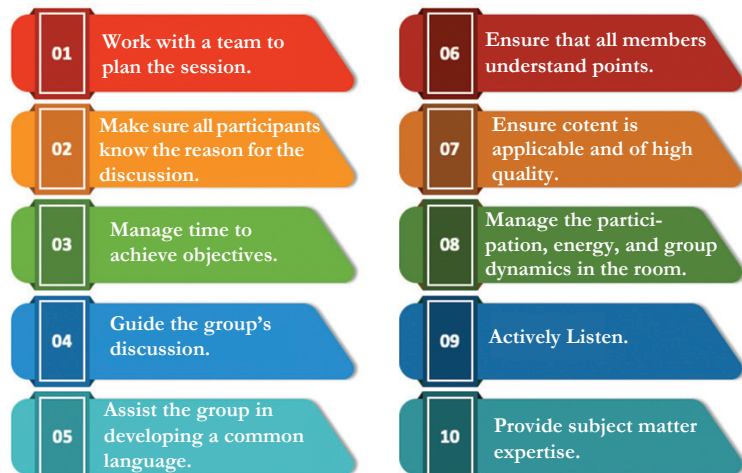 01
Work with a team to
plan the session.
02
Make sure all participants
know the reason for the
discussion.
03
Manage time to
achieve objectives.
04
Guide the group's
discussion.
05
Assist the group in
developing a common
language.
06
Ensure that all members
understand points.
07
Ensure cotent is
applicable and of high
quality.
08
Manage the partici-
pation, energy, and group
dynamics in the room.
09
Actively Listen.
10
Provide subject matter
expertise.